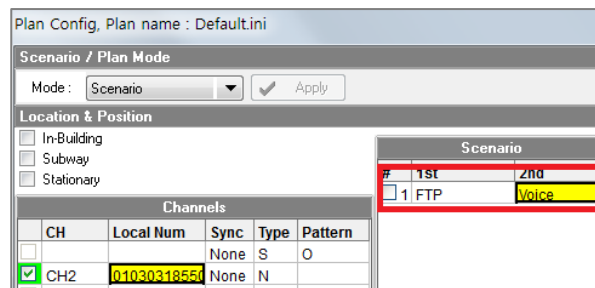 Plan Config, Plan name : Default.ini
Scenario / Plan Mode
Mode : Scenario Apply
Location & Position
In-Building
Subway
Stationary
Scenario
# 1st 2nd
1 FTP Voice
Channels
CH Local Num Sync Type Pattern
None S O
CH2 01030318550 None N